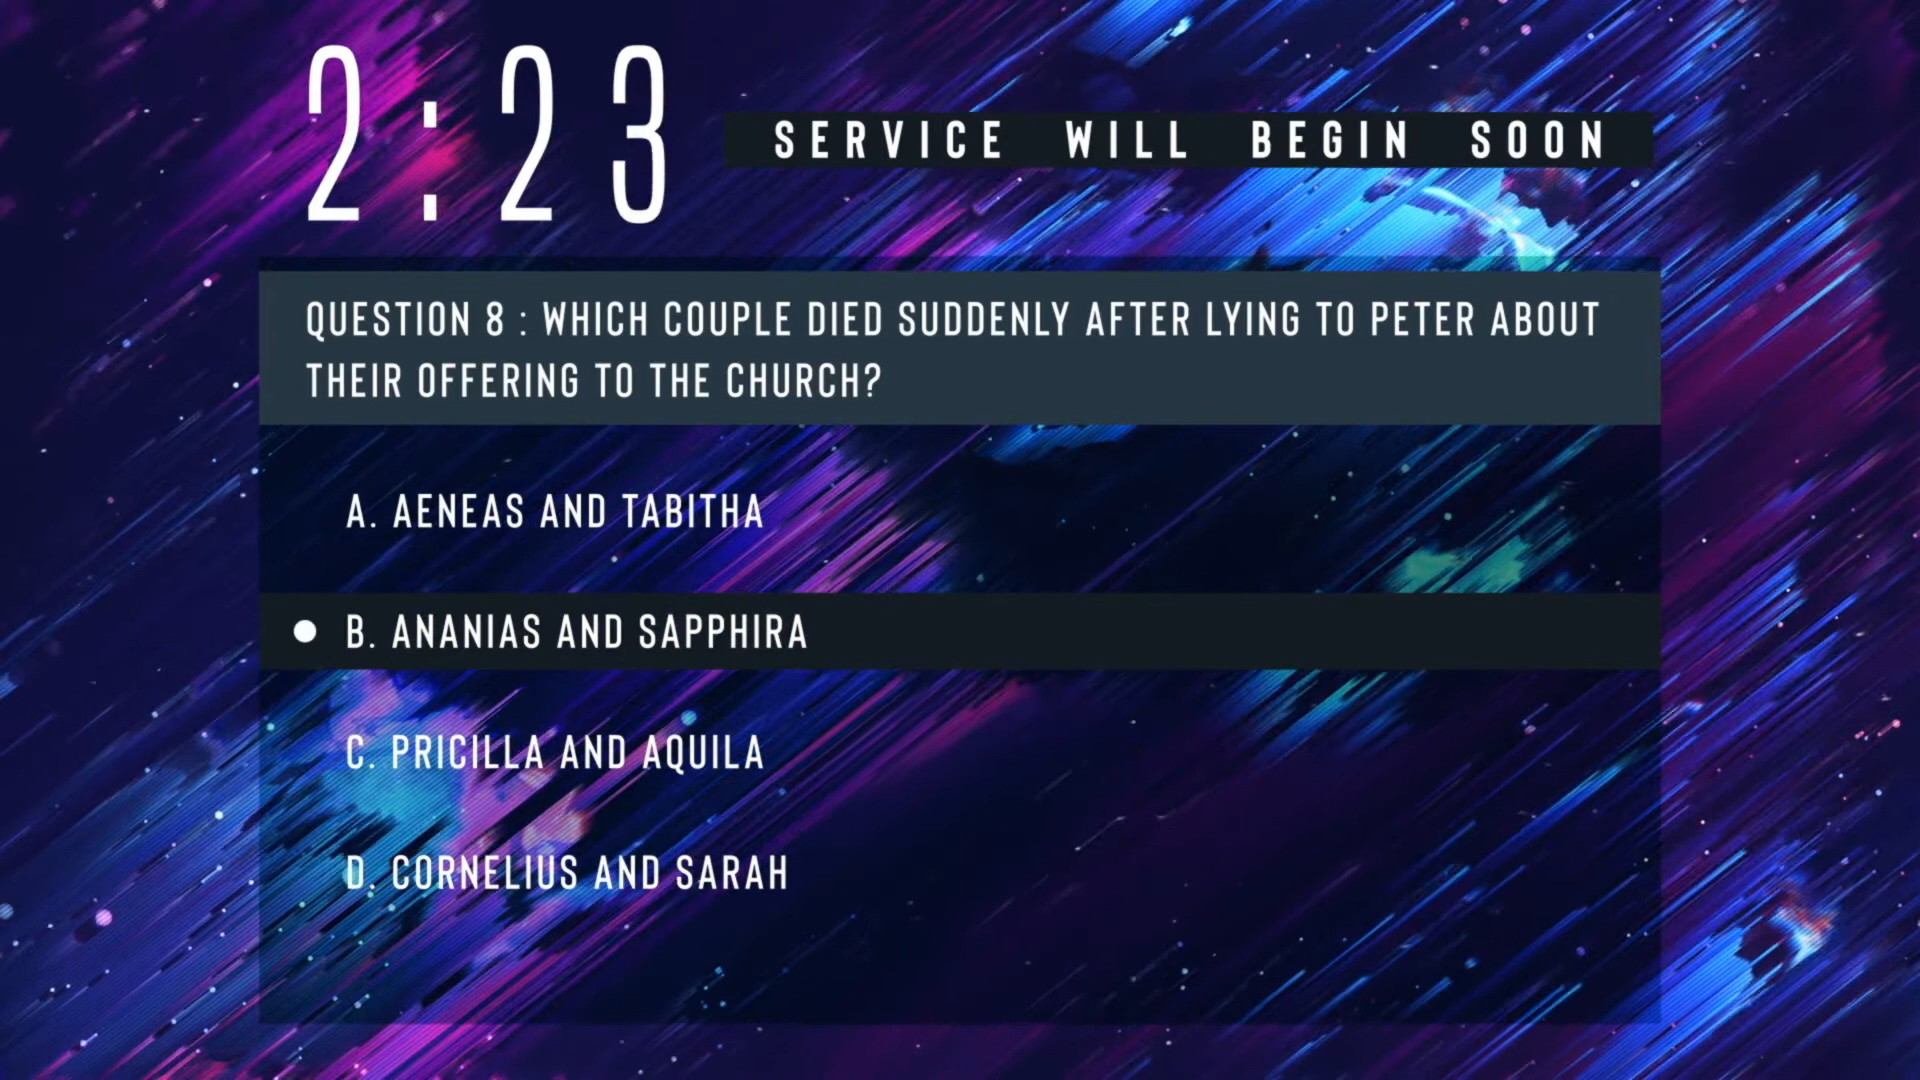 2:23
SERVICE WILL BEGIN SOON
QUESTION 8 : WHICH COUPLE DIED SUDDENLY AFTER LYING TO PETER ABOUT
THEIR OFFERING TO THE CHURCH?
A. AENEAS AND TABITHA
B. ANANIAS AND SAPPHIRA
C. PRICILLA AND AQUILA
D. CORNELIUS AND SARAH